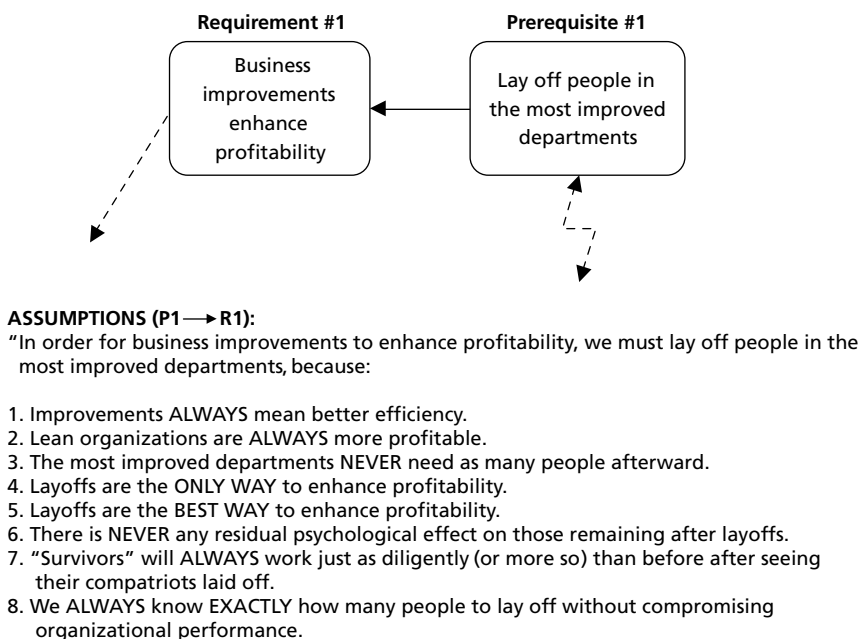 Requirement #1
Prerequisite #1
Business
improvements
enhance
profitability
Lay off people in
the most improved
departments
ASSUMPTIONS (P1⟶R1):
“In order for business improvements to enhance profitability, we must lay off people in the
most improved departments, because:
1. Improvements ALWAYS mean better efficiency.
2. Lean organizations are ALWAYS more profitable.
3. The most improved departments NEVER need as many people afterward.
4. Layoffs are the ONLY WAY to enhance profitability.
5. Layoffs are the BEST WAY to enhance profitability.
6. There is NEVER any residual psychological effect on those remaining after layoffs.
7. “Survivors” will ALWAYS work just as diligently (or more so) than before after seeing
their compatriots laid off.
8. We ALWAYS know EXACTLY how many people to lay off without compromising
organizational performance.